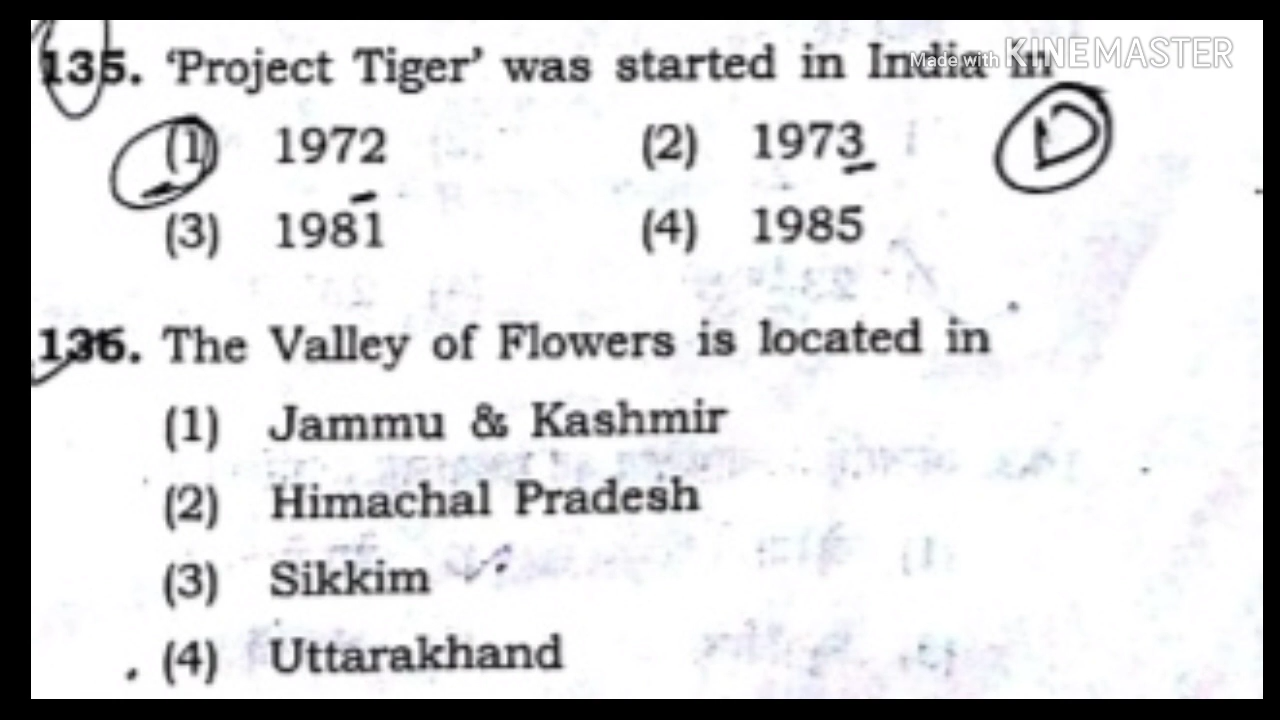 Made with KINEMASTER
135. 'Project Tiger' was started in India in
(1) 1972 (2) 1973
D
(3) 1981 (4) 1985
136. The Valley of Flowers is located in
(1) Jammu & Kashmir
(2) Himachal Pradesh
(3) Sikkim
(4) Uttarakhand